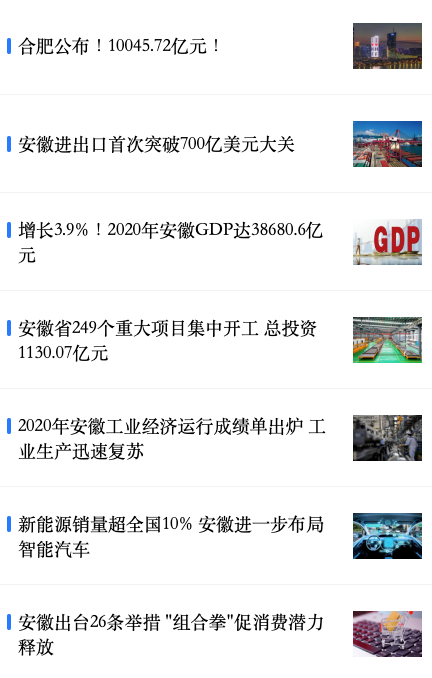 合肥公布！10045.72亿元！
安徽进出口首次突破700亿美元大关
增长3.9%！2020年安徽GDP达38680.6亿
元
GDP
安徽省249个重大项目集中开工 总投资
1130.07亿元
2020年安徽工业经济运行成绩单出炉 工
业生产迅速复苏
新能源销量超全国10% 安徽进一步布局
智能汽车
安徽出台26条举措 "组合拳"促消费潜力
释放